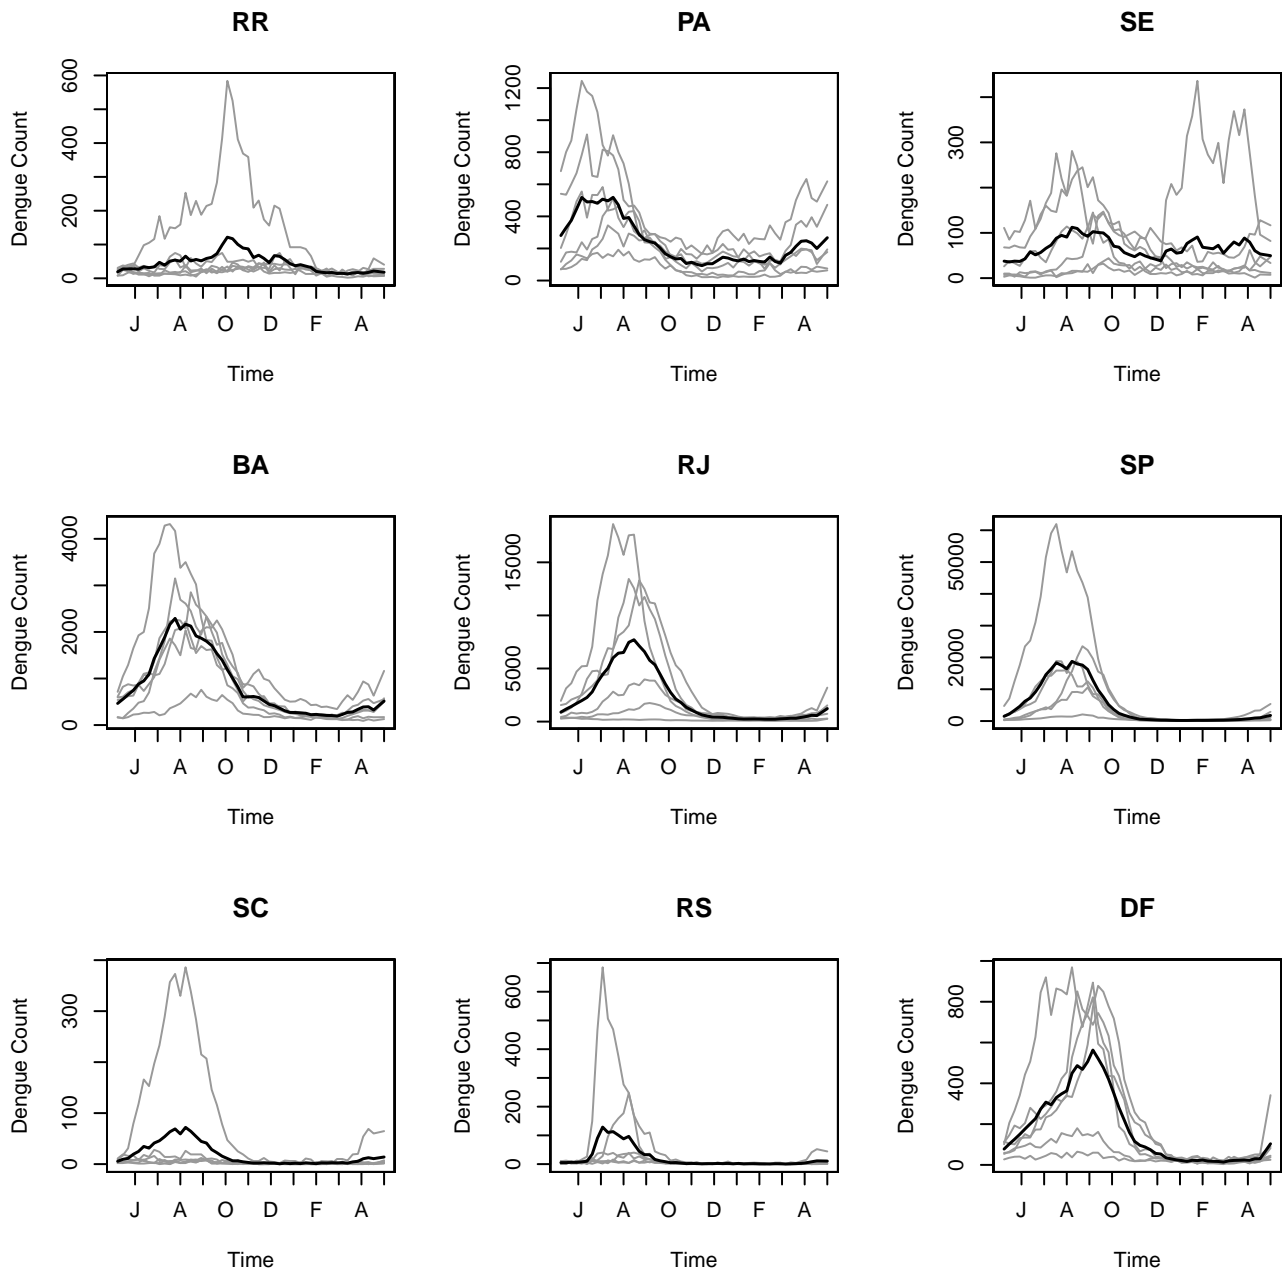 RR
PA
SE
Dengue Count
0 200 400 600
J A O D F A
Time
Dengue Count
0 400 800 1200
J A O D F A
Time
Dengue Count
0 100 300
J A O D F A
Time
BA
RJ
SP
Dengue Count
0 2000 4000
J A O D F A
Time
Dengue Count
0 5000 15000
J A O D F A
Time
Dengue Count
0 20000 50000
J A O D F A
Time
SC
RS
DF
Dengue Count
0 100 300
J A O D F A
Time
Dengue Count
0 200 400 600
J A O D F A
Time
Dengue Count
0 400 800
J A O D F A
Time